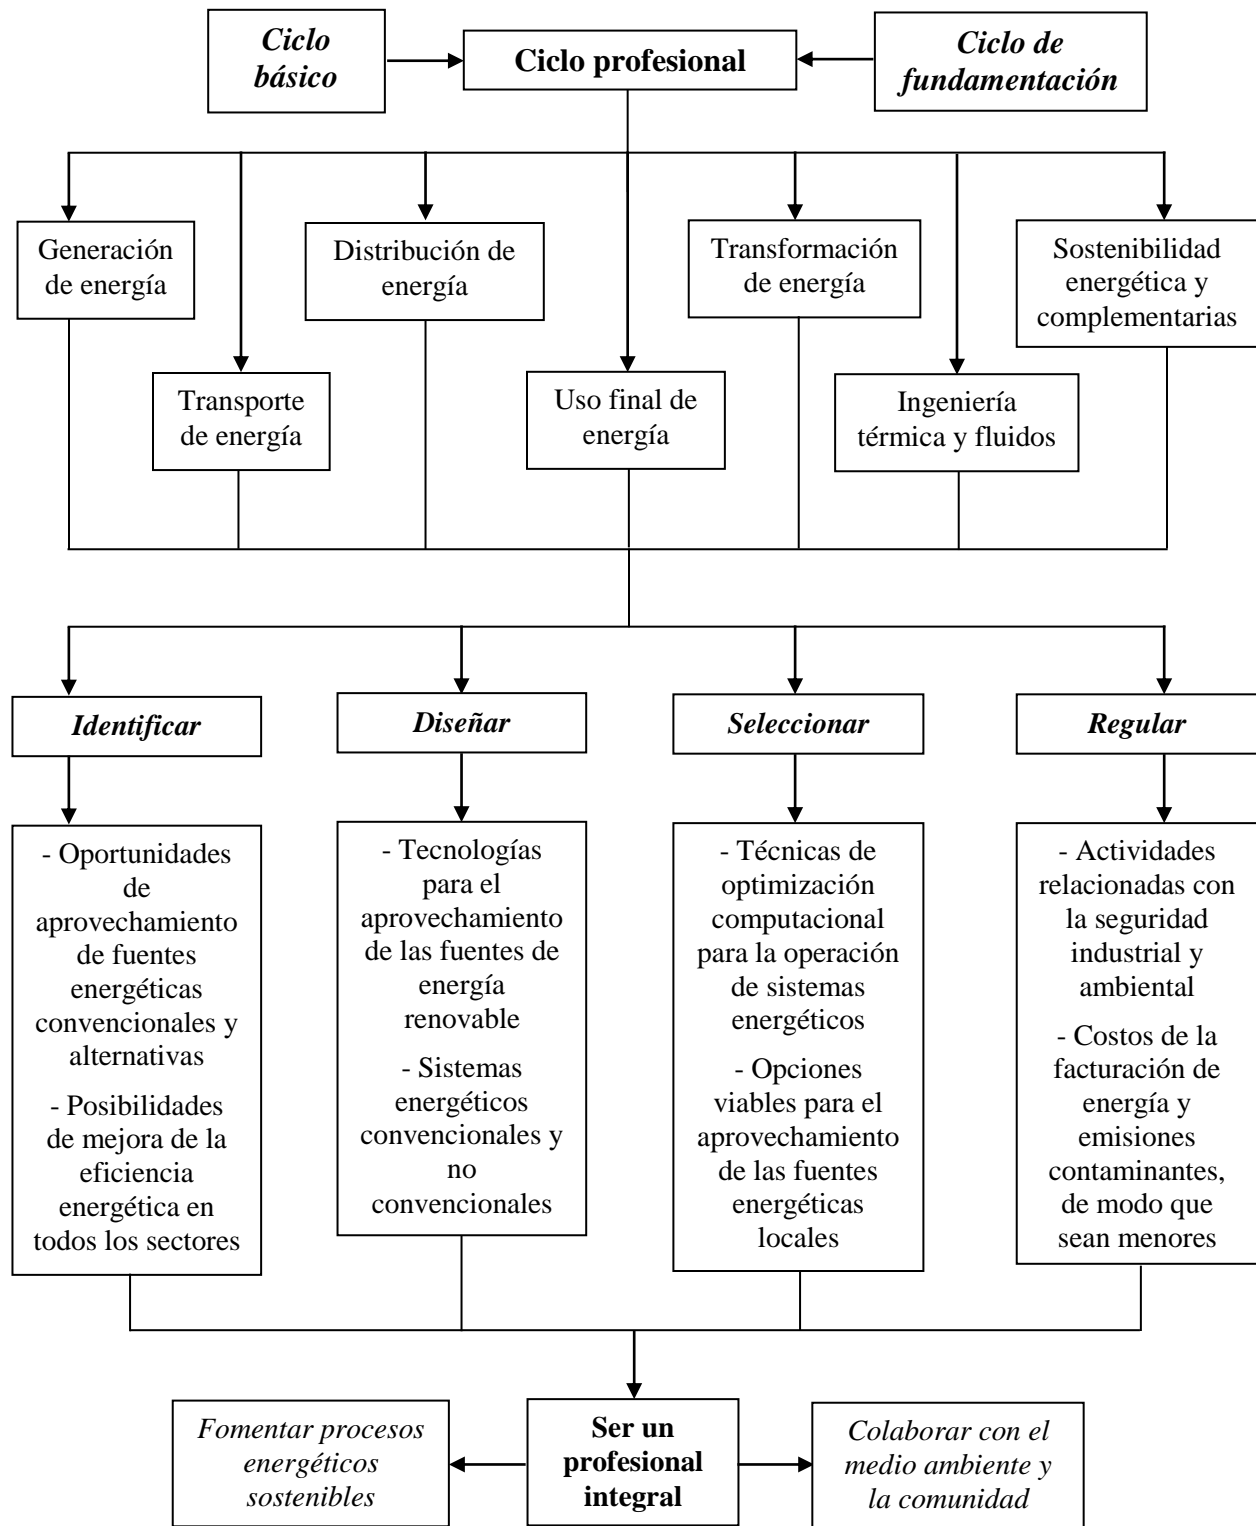 Ciclo
básico
Ciclo profesional
Ciclo de
fundamentación
Generación
de energía
Distribución de
energía
Transformación
de energía
Sostenibilidad
energética y
complementarias
Transporte
de energía
Uso final de
energía
Ingeniería
térmica y fluidos
Identificar
Diseñar
Seleccionar
Regular
- Oportunidades
de
aprovechamiento
de fuentes
energéticas
convencionales y
alternativas
- Posibilidades
de mejora de la
eficiencia
energética en
todos los sectores
- Tecnologías
para el
aprovechamiento
de las fuentes de
energía
renovable
- Sistemas
energéticos
convencionales y
no
convencionales
- Técnicas de
optimización
computacional
para la operación
de sistemas
energéticos
- Opciones
viables para el
aprovechamiento
de las fuentes
energéticas
locales
- Actividades
relacionadas con
la seguridad
industrial y
ambiental
- Costos de la
facturación de
energía y
emisiones
contaminantes,
de modo que
sean menores
Fomentar procesos
energéticos
sostenibles
Ser un
profesional
integral
Colaborar con el
medio ambiente y
la comunidad